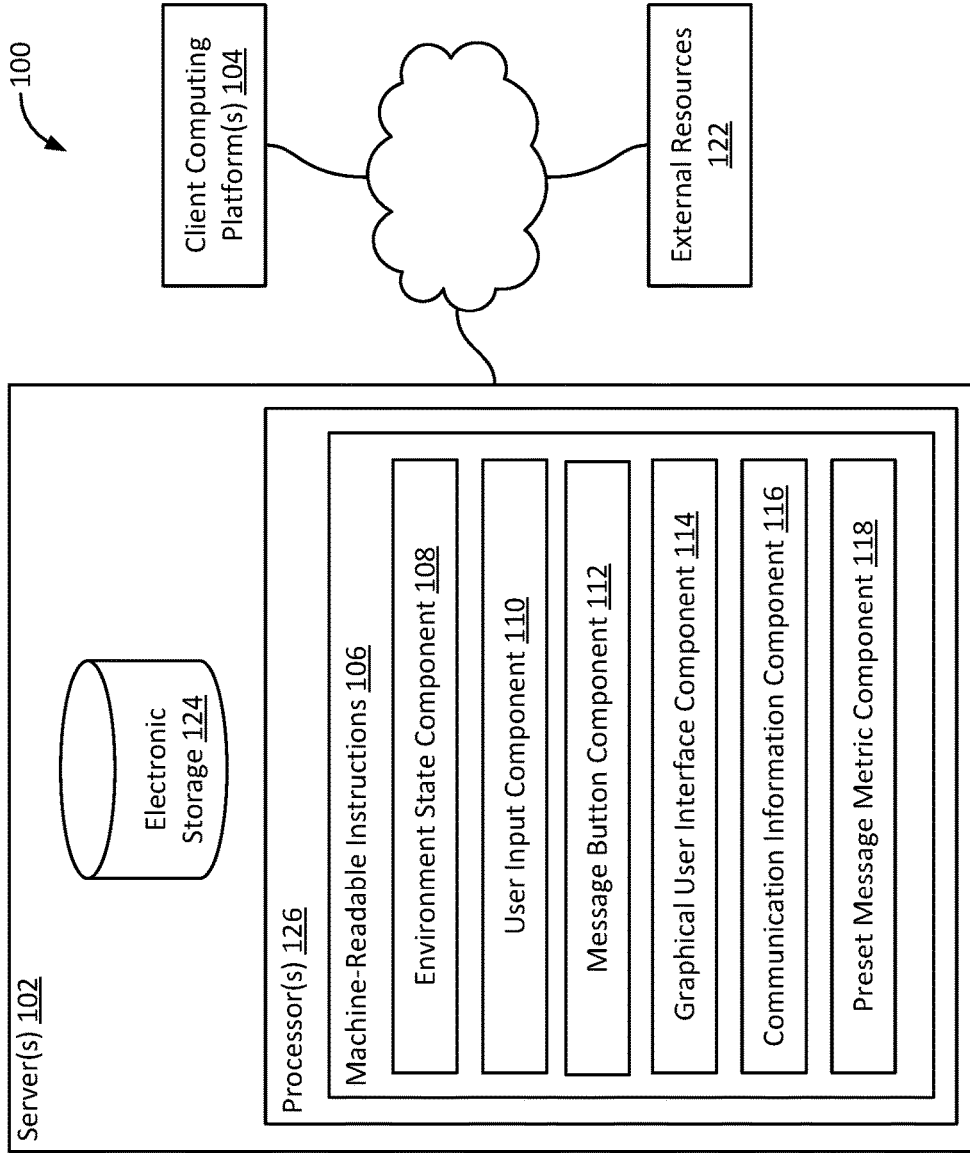 100
Server(s) 102
Electronic
Storage 124
Processor(s) 126
Machine-Readable Instructions 106
Environment State Component 108
User Input Component 110
Message Button Component 112
Graphical User Interface Component 114
Communication Information Component 116
Preset Message Metric Component 118
Client Computing
Platform(s) 104
External Resources
122